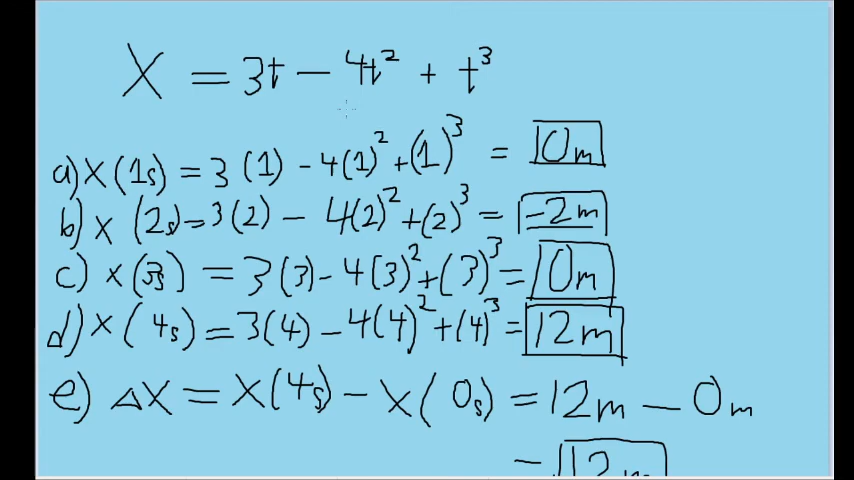 X = 3t - 4t² + t³
a) X(1s) = 3(1) - 4(1)² + (1)³ = 0m
b) X(2s) = 3(2) - 4(2)² + (2)³ = -2m
c) X(3s) = 3(3) - 4(3)² + (3)³ = 0m
d) X(4s) = 3(4) - 4(4)² + (4)³ = 12m
e) ΔX = X(4s) - X(0s) = 12m - 0m
= 12m